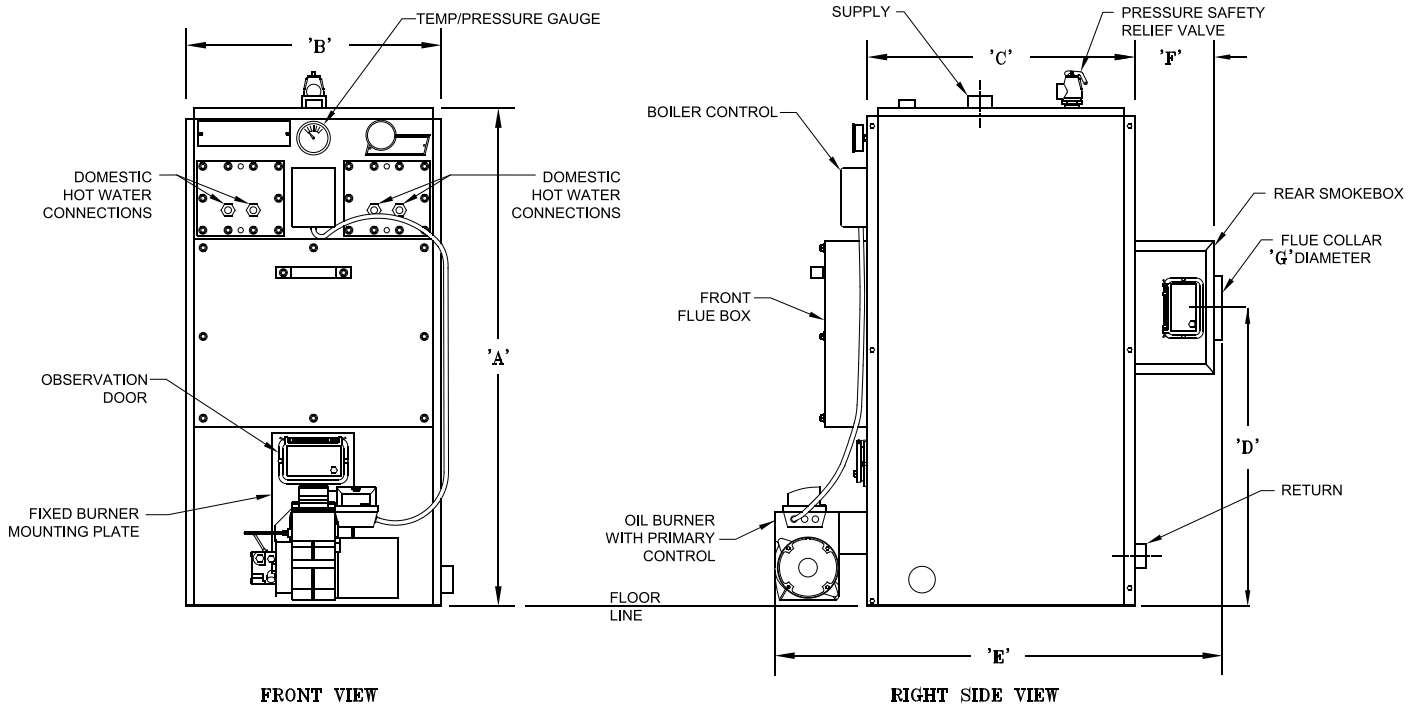 TEMP/PRESSURE GAUGE
'B'
DOMESTIC
HOT WATER
CONNECTIONS
DOMESTIC
HOT WATER
CONNECTIONS
'A'
OBSERVATION
DOOR
FIXED BURNER
MOUNTING PLATE
FRONT VIEW
SUPPLY
PRESSURE SAFETY
RELIEF VALVE
'C'
'F'
BOILER CONTROL
REAR SMOKEBOX
FLUE COLLAR
'G' DIAMETER
FRONT
FLUE BOX
'D'
RETURN
OIL BURNER
WITH PRIMARY
CONTROL
FLOOR
LINE
'E'
RIGHT SIDE VIEW